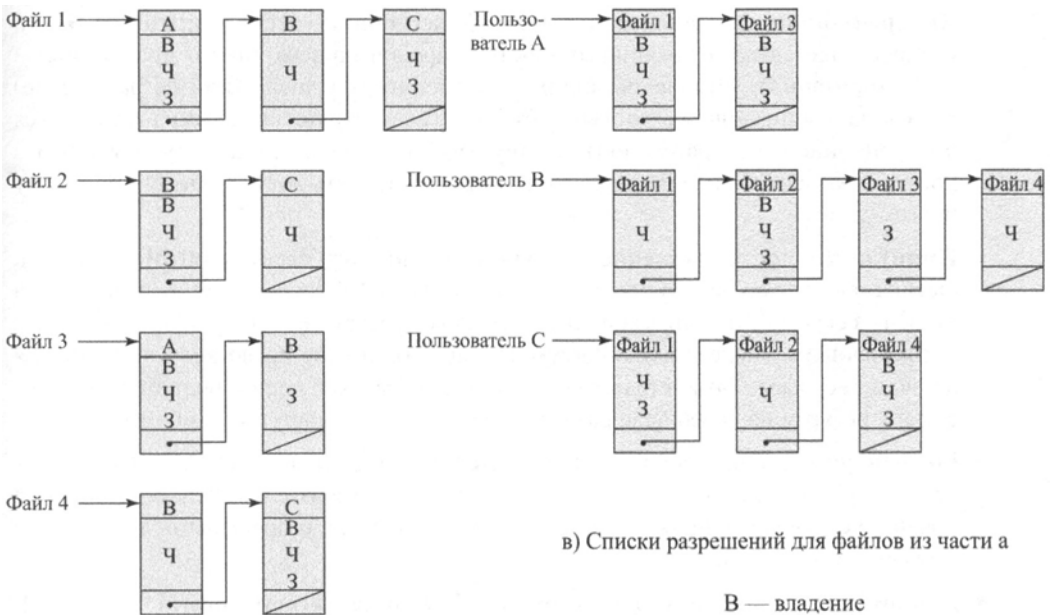 Файл 1
A
В
Ч
З
B
Ч
C
Ч
З
Пользо-
ватель A
Файл 1
В
Ч
З
Файл 3
В
Ч
З
Файл 2
B
В
Ч
З
C
Ч
Пользователь B
Файл 1
Ч
Файл 2
В
Ч
З
Файл 3
З
Файл 4
Ч
Файл 3
A
В
Ч
З
B
З
Пользователь C
Файл 1
Ч
З
Файл 2
Ч
Файл 4
В
Ч
З
Файл 4
B
Ч
C
В
Ч
З
в) Списки разрешений для файлов из части а
В — владение